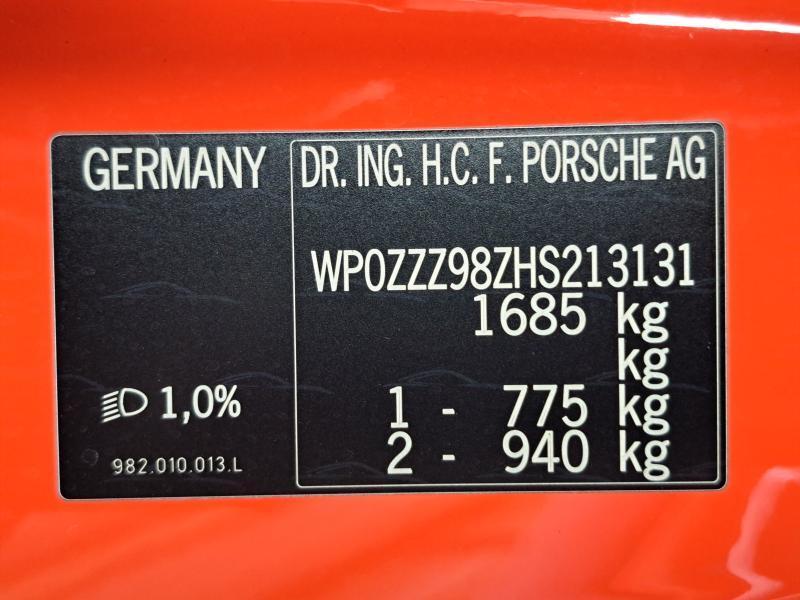 GERMANY
DR. ING. H.C. F. PORSCHE AG
WP0ZZZ98ZHS213131
1685 kg
kg
1 - 775 kg
2 - 940 kg
1,0%
982.010.013.L